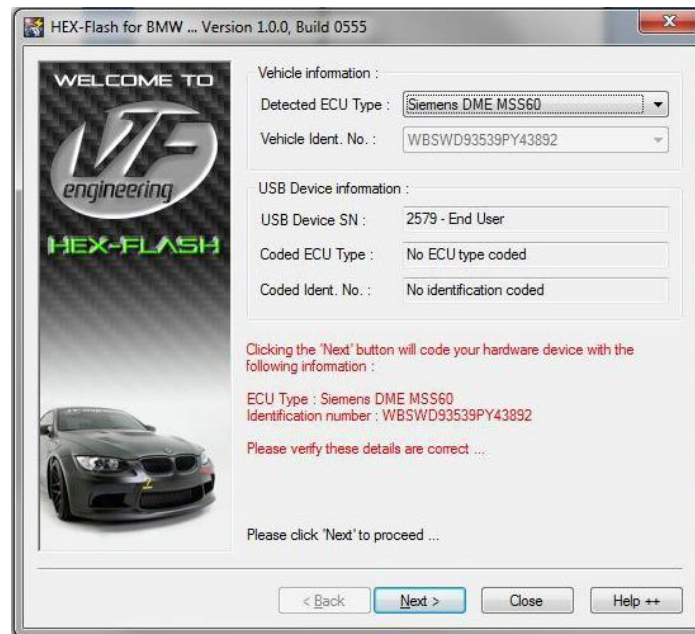 HEX-Flash for BMW ... Version 1.0.0, Build 0555
WELCOME TO
VF
engineering
HEX-FLASH
Vehicle information :
Detected ECU Type : Siemens DME MSS60
Vehicle Ident. No. : WBSWD93539PY43892
USB Device information :
USB Device SN : 2579 - End User
Coded ECU Type : No ECU type coded
Coded Ident. No. : No identification coded
Clicking the 'Next' button will code your hardware device with the
following information :
ECU Type : Siemens DME MSS60
Identification number : WBSWD93539PY43892
Please verify these details are correct ...
Please click 'Next' to proceed ...
< Back
Next >
Close
Help ++